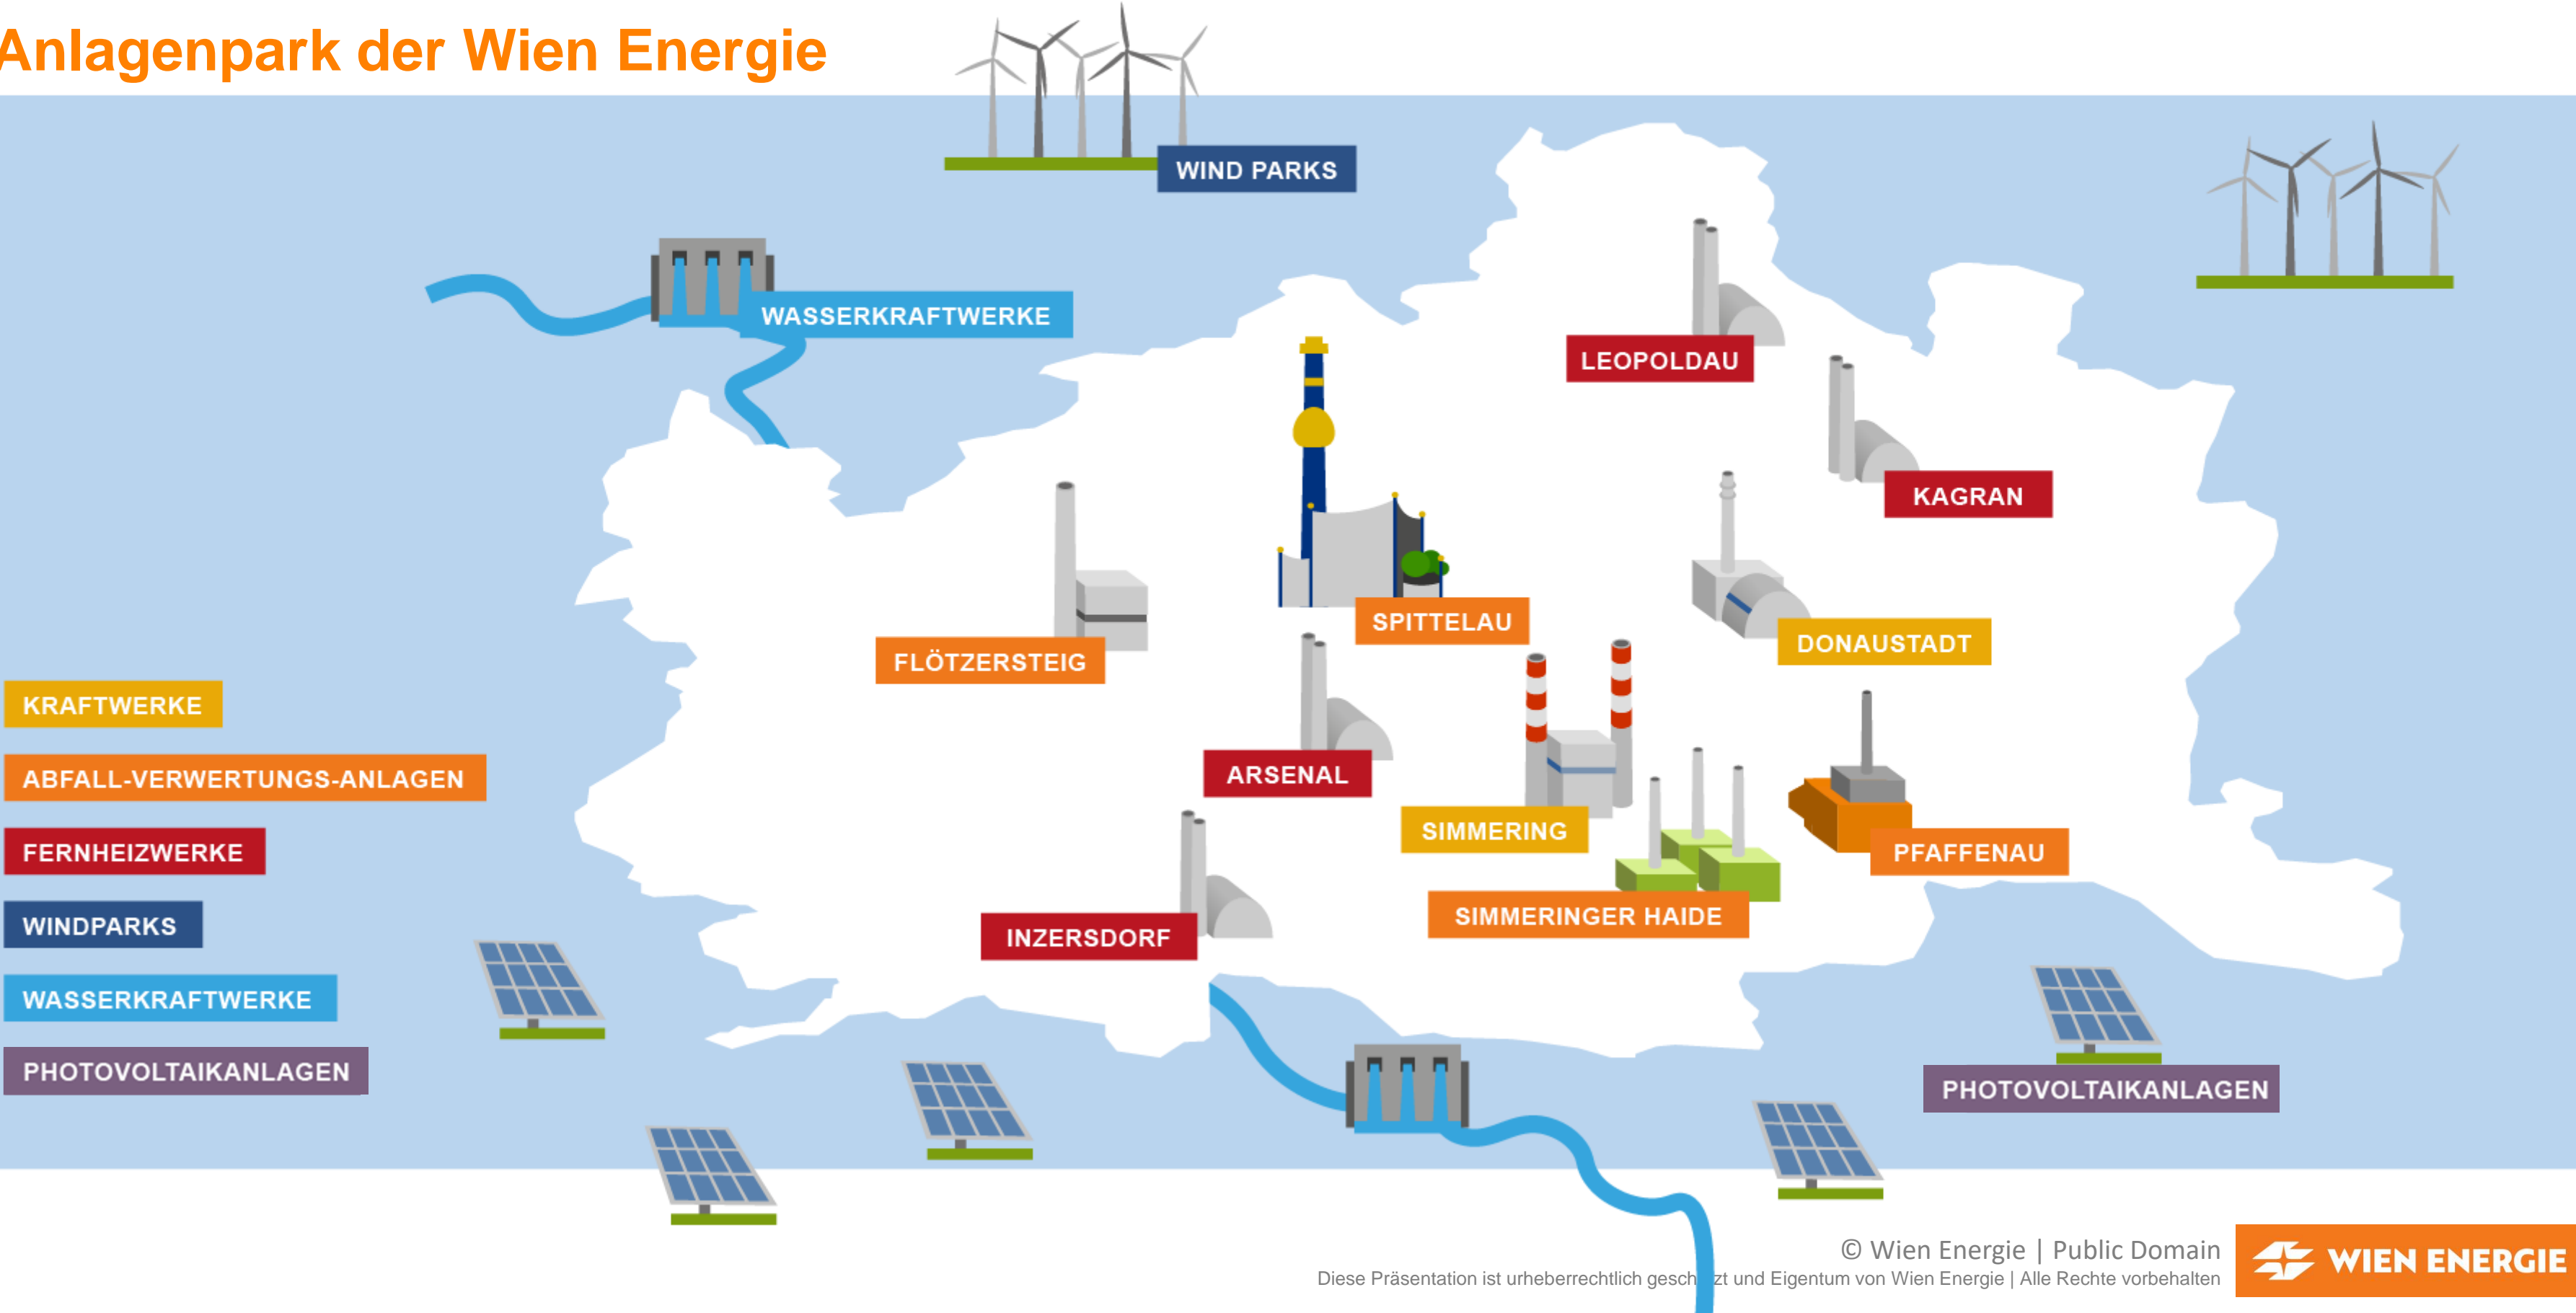 Anlagenpark der Wien Energie
WIND PARKS
WASSERKRAFTWERKE
LEOPOLDAU
KAGRAN
SPITTELAU
DONAUSTADT
FLÖTZERSTEIG
KRAFTWERKE
ABFALL-VERWERTUNGS-ANLAGEN
ARSENAL
SIMMERING
FERNHEIZWERKE
PFAFFENAU
WINDPARKS
SIMMERINGER HAIDE
INZERSDORF
WASSERKRAFTWERKE
PHOTOVOLTAIKANLAGEN
PHOTOVOLTAIKANLAGEN
© Wien Energie | Public Domain
Diese Präsentation ist urheberrechtlich geschützt und Eigentum von Wien Energie | Alle Rechte vorbehalten
WIEN ENERGIE